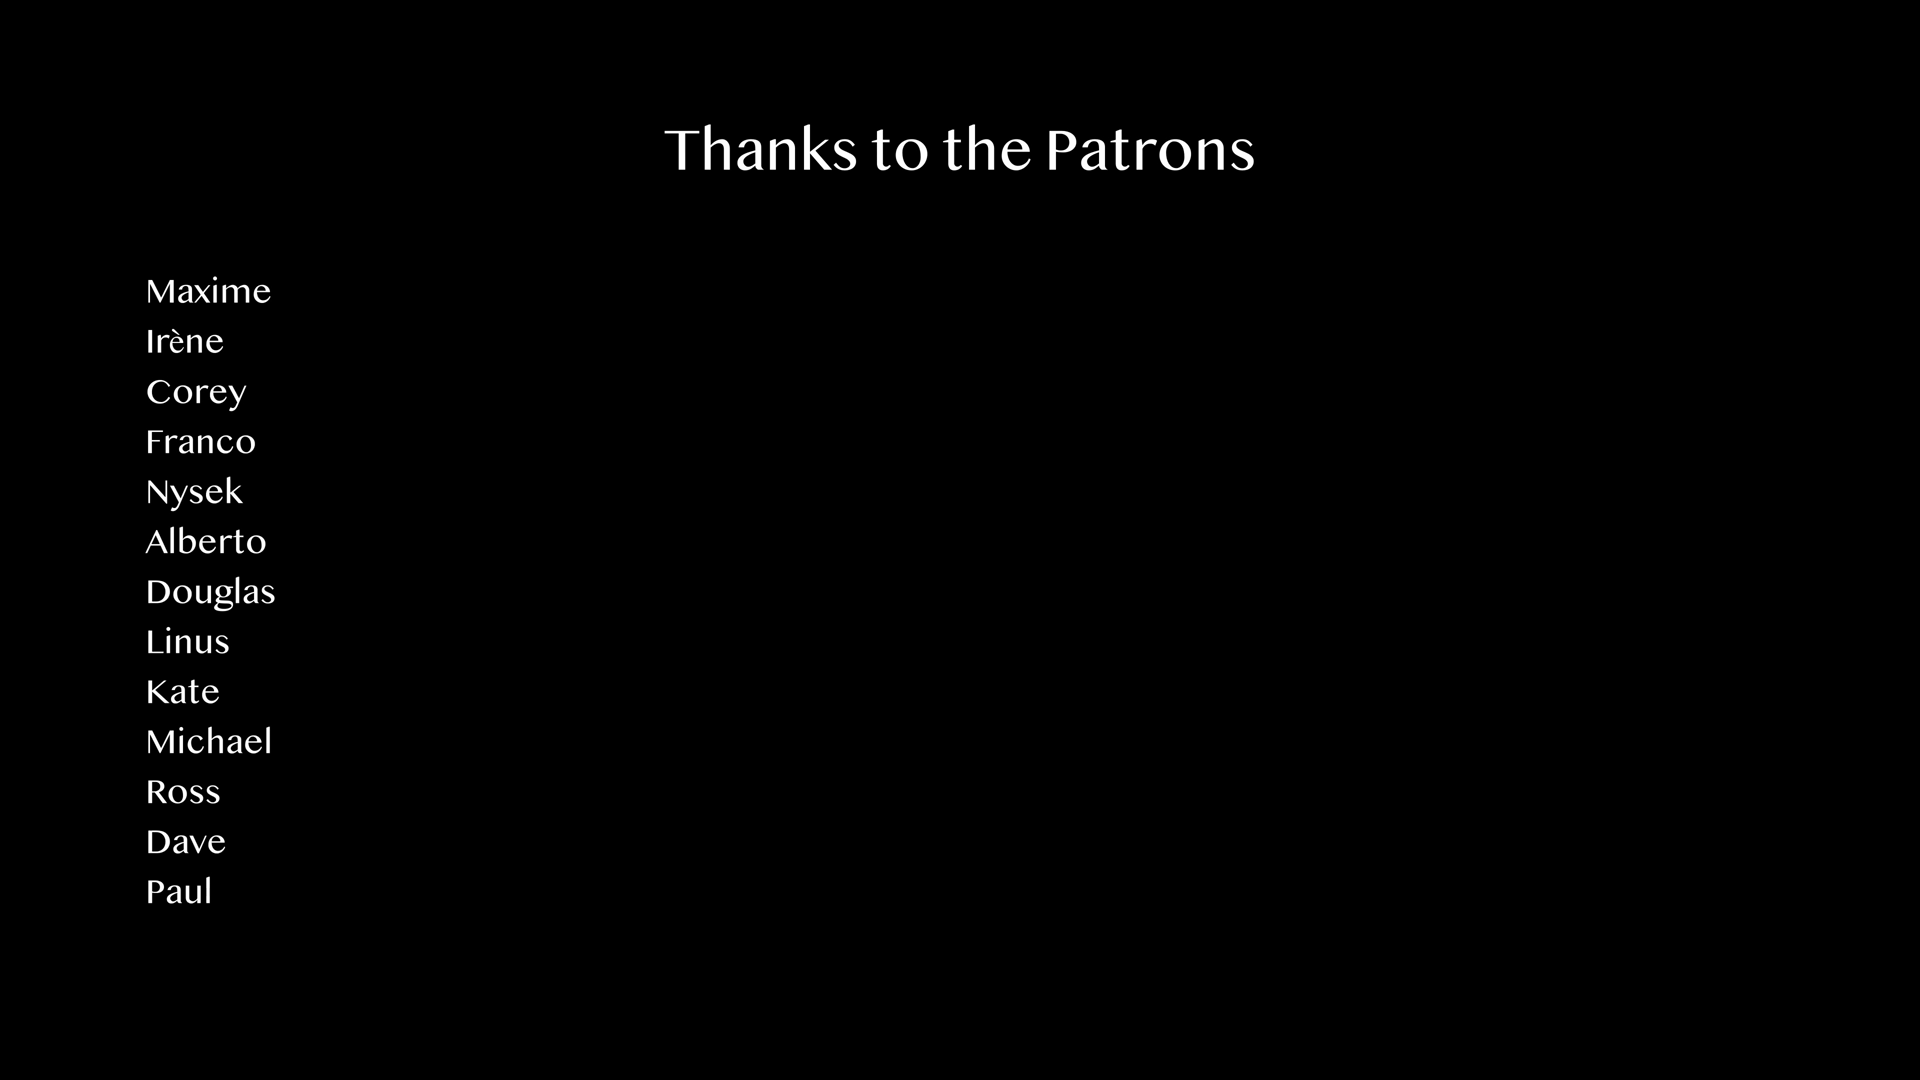 Thanks to the Patrons
Maxime
Irène
Corey
Franco
Nysek
Alberto
Douglas
Linus
Kate
Michael
Ross
Dave
Paul